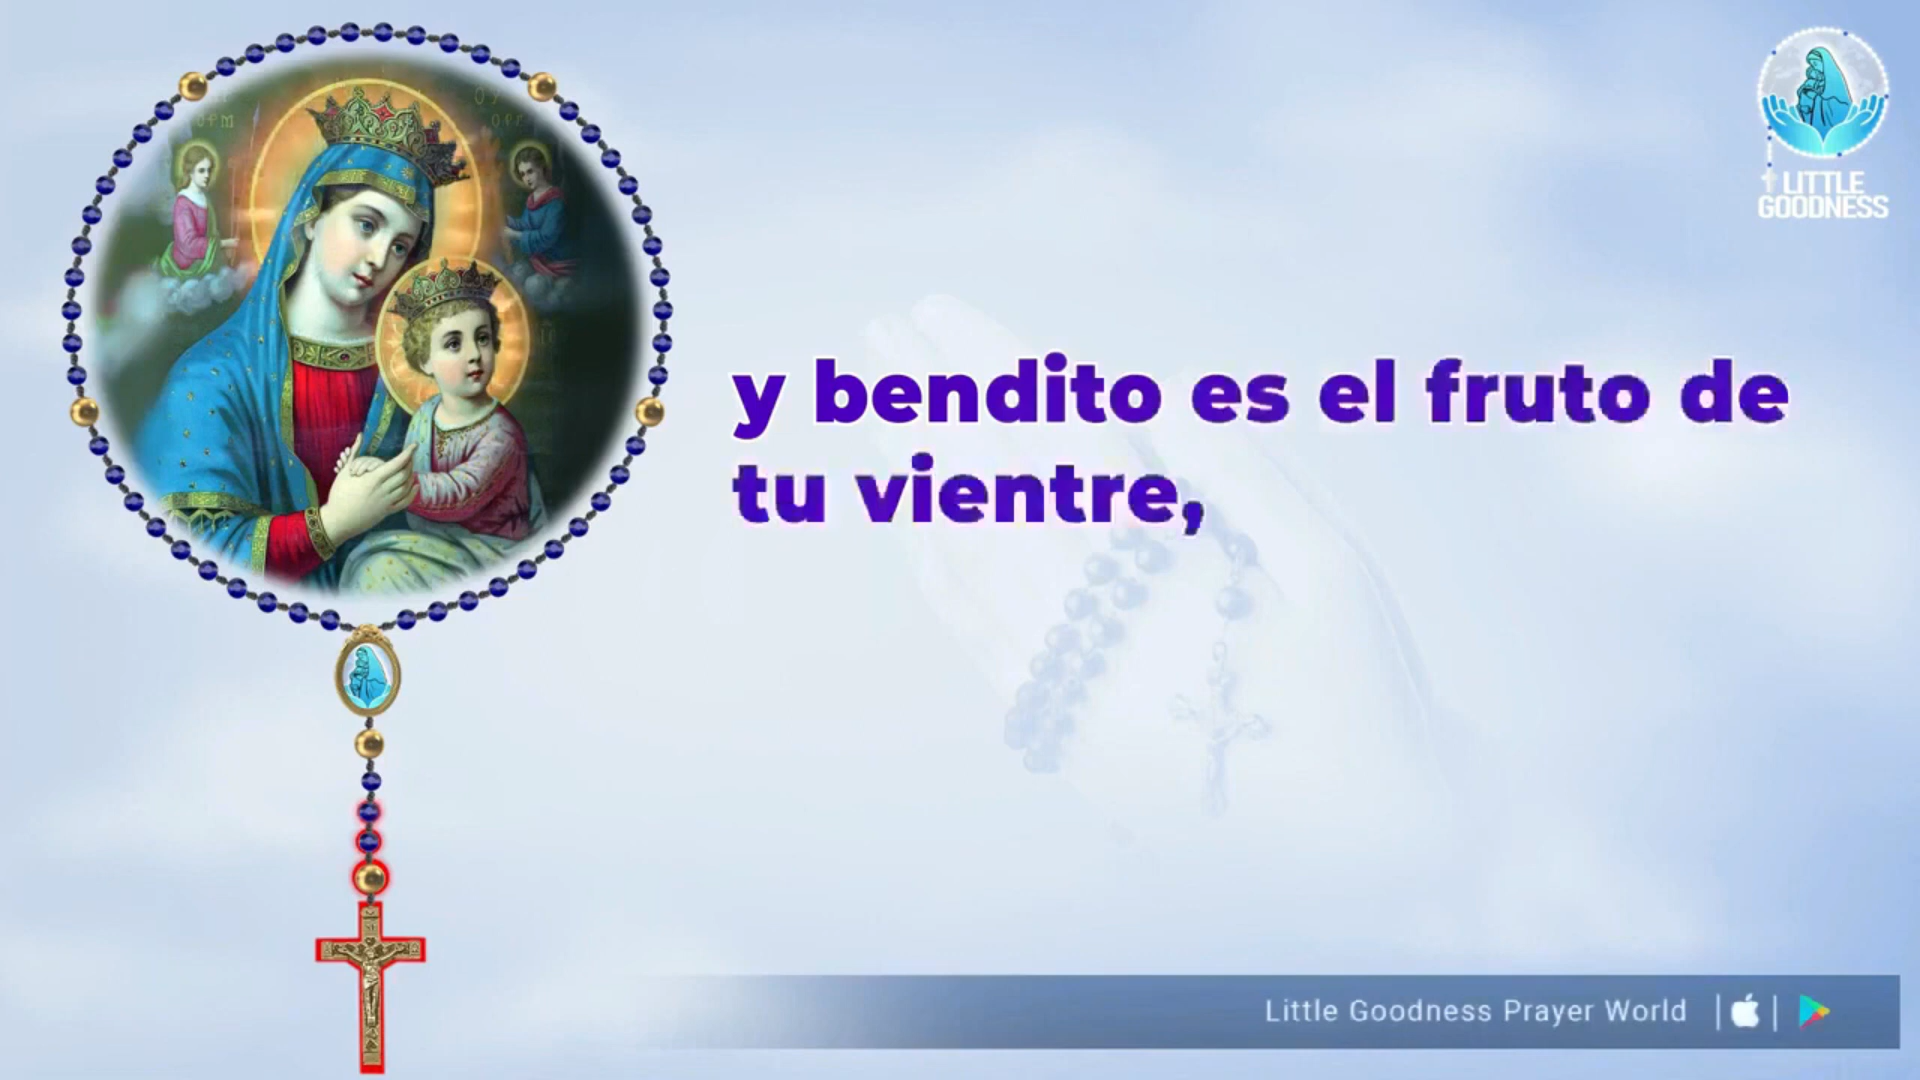 LITTLE
GOODNESS
y bendito es el fruto de
tu vientre,
Little Goodness Prayer World